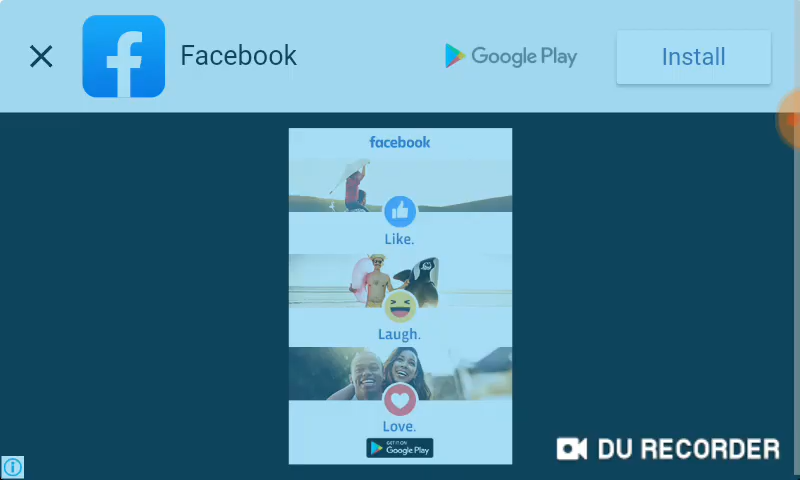 Facebook
Google Play
Install
facebook
Like.
Laugh.
Love.
GET IT ON
Google Play
DU RECORDER